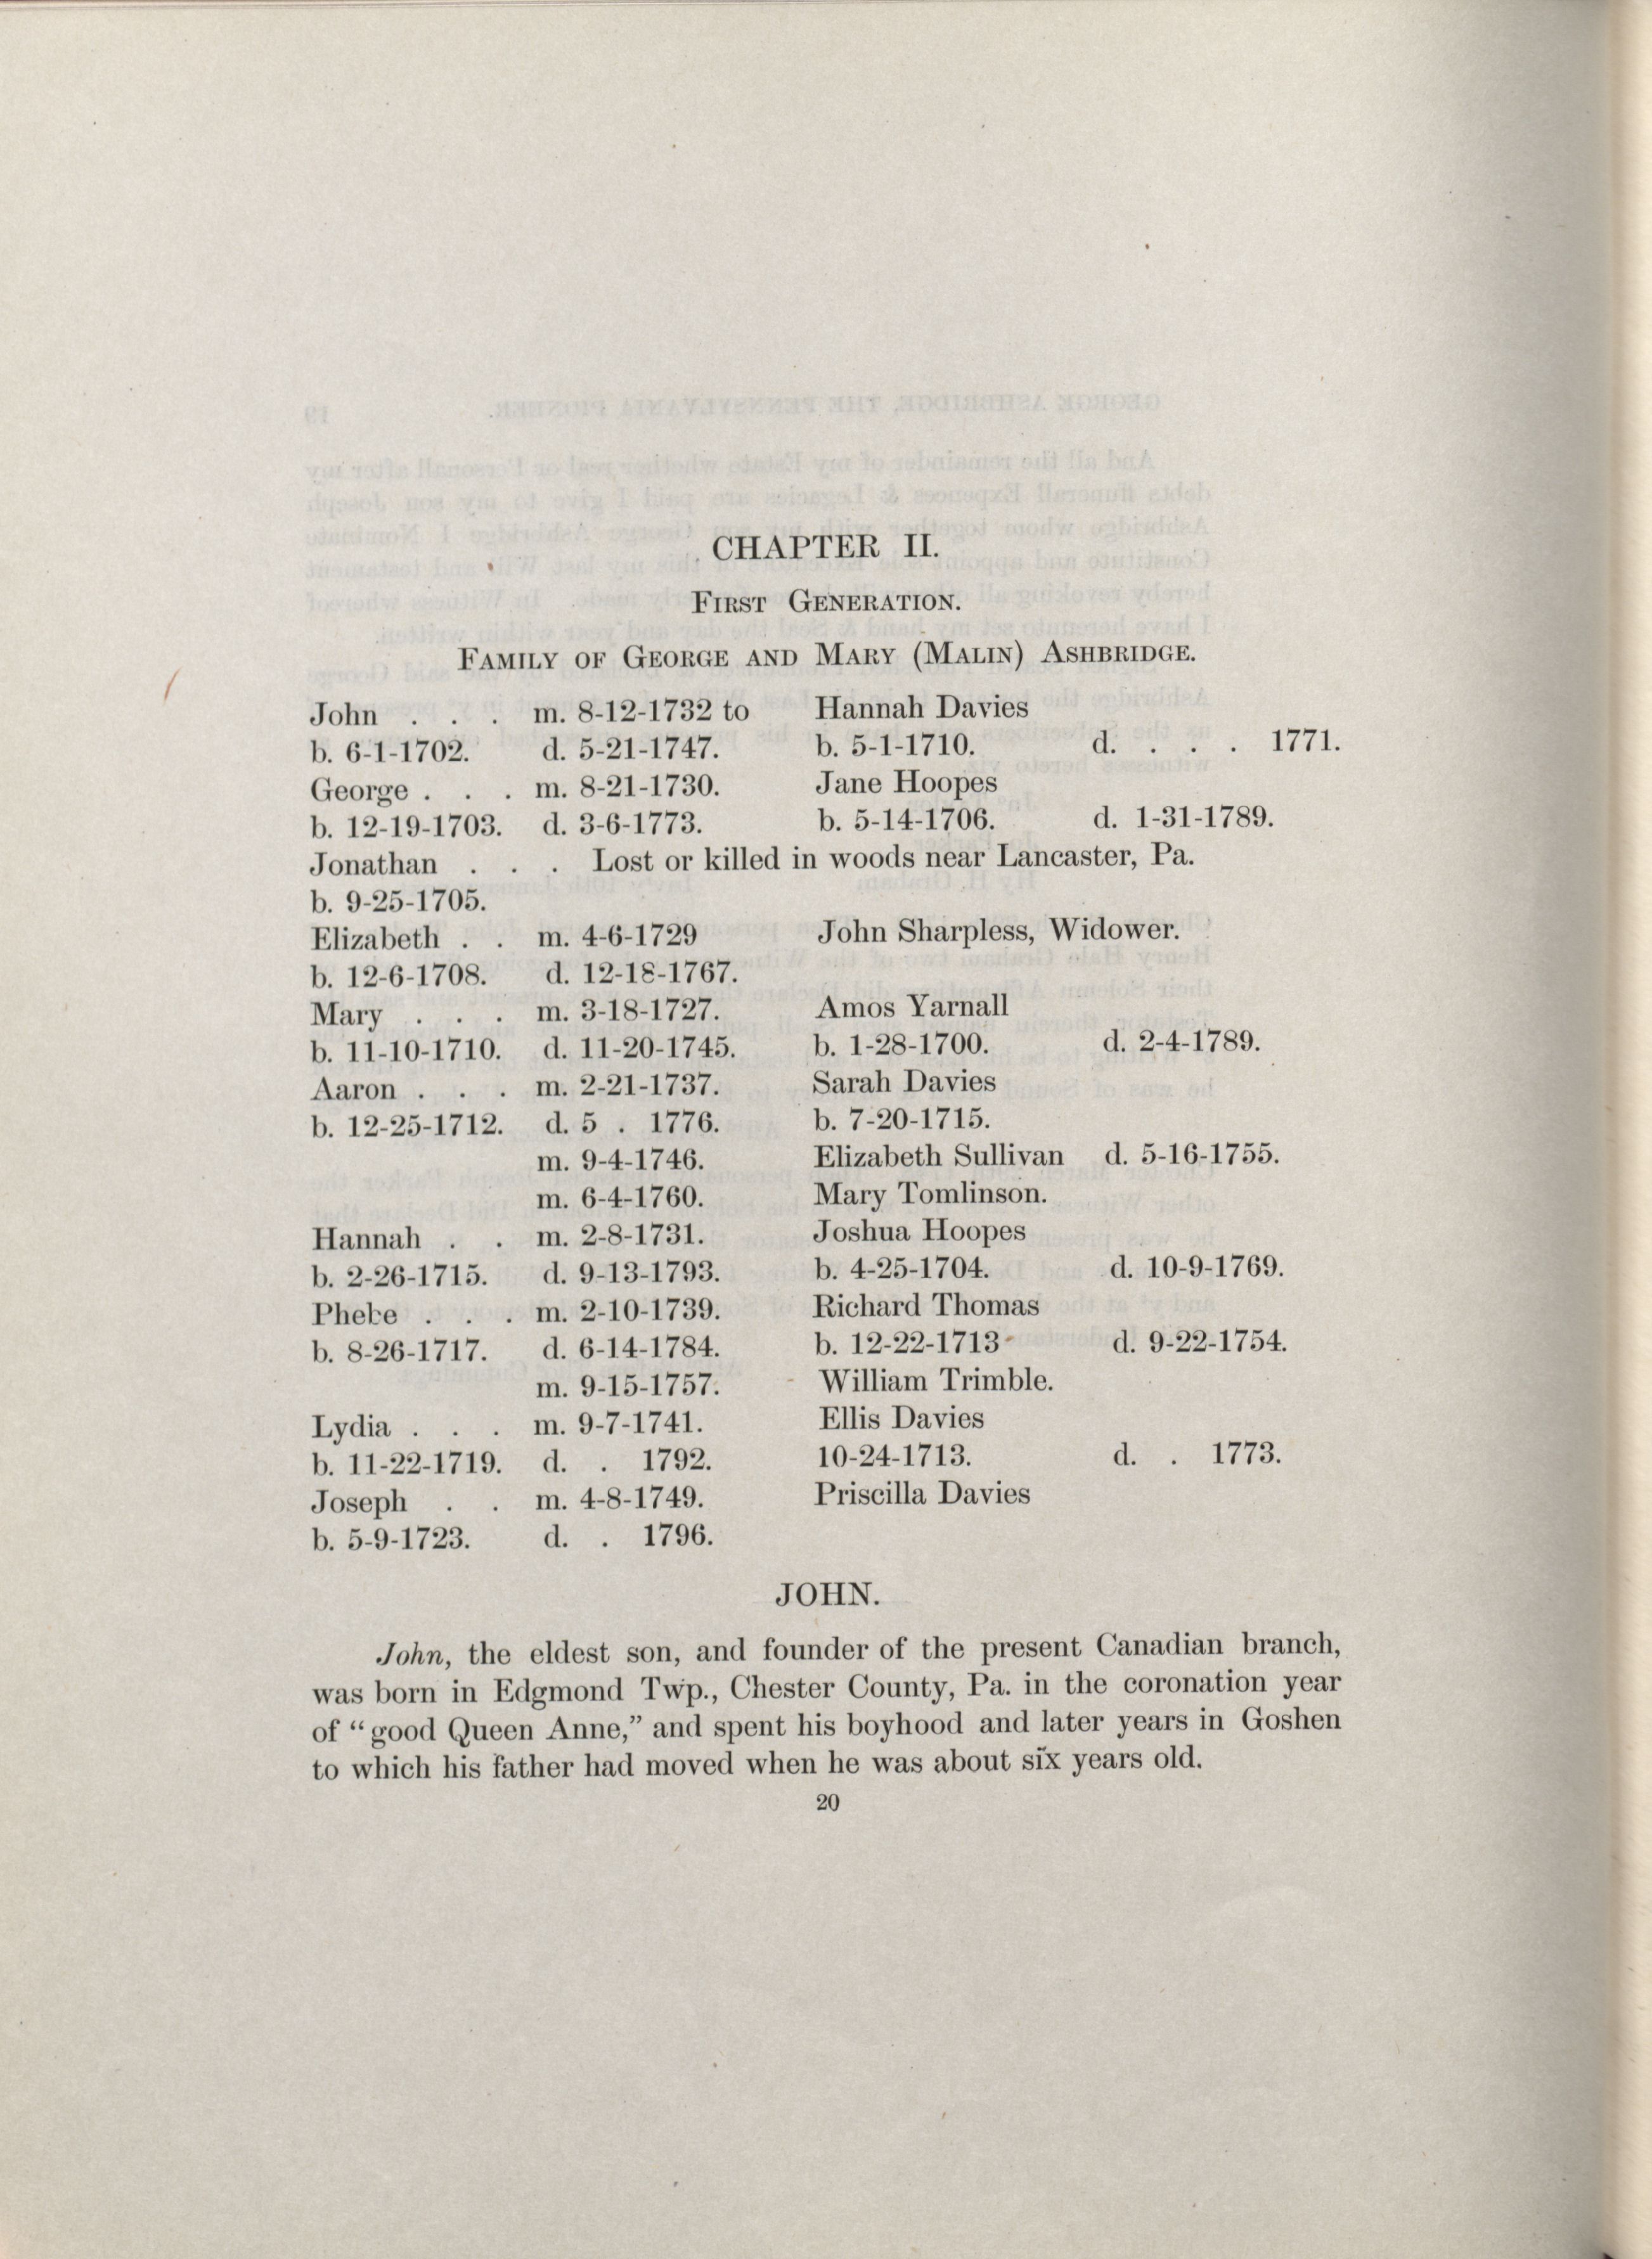 CHAPTER II.
FIRST GENERATION.
FAMILY OF GEORGE AND MARY (MALIN) ASHBRIDGE.
John . . . m. 8-12-1732 to Hannah Davies
b. 6-1-1702. d. 5-21-1747. b. 5-1-1710. d. . . . 1771.
George . . . m. 8-21-1730. Jane Hoopes
b. 12-19-1703. d. 3-6-1773. b. 5-14-1706. d. 1-31-1789.
Jonathan . . . Lost or killed in woods near Lancaster, Pa.
b. 9-25-1705.
Elizabeth . . m. 4-6-1729 John Sharpless, Widower.
b. 12-6-1708. d. 12-18-1767.
Mary . . . m. 3-18-1727. Amos Yarnall
b. 11-10-1710. d. 11-20-1745. b. 1-28-1700. d. 2-4-1789.
Aaron . . . m. 2-21-1737. Sarah Davies
b. 12-25-1712. d. 5 . 1776. b. 7-20-1715.
m. 9-4-1746. Elizabeth Sullivan d. 5-16-1755.
m. 6-4-1760. Mary Tomlinson.
Hannah . . m. 2-8-1731. Joshua Hoopes
b. 2-26-1715. d. 9-13-1793. b. 4-25-1704. d. 10-9-1769.
Phebe . . . m. 2-10-1739. Richard Thomas
b. 8-26-1717. d. 6-14-1784. b. 12-22-1713 d. 9-22-1754.
m. 9-15-1757. William Trimble.
Lydia . . . m. 9-7-1741. Ellis Davies
b. 11-22-1719. d. . 1792. 10-24-1713. d. . 1773.
Joseph . . m. 4-8-1749. Priscilla Davies
b. 5-9-1723. d. . 1796.
JOHN.
John, the eldest son, and founder of the present Canadian branch,
was born in Edgmond Twp., Chester County, Pa. in the coronation year
of "good Queen Anne," and spent his boyhood and later years in Goshen
to which his father had moved when he was about six years old.
20